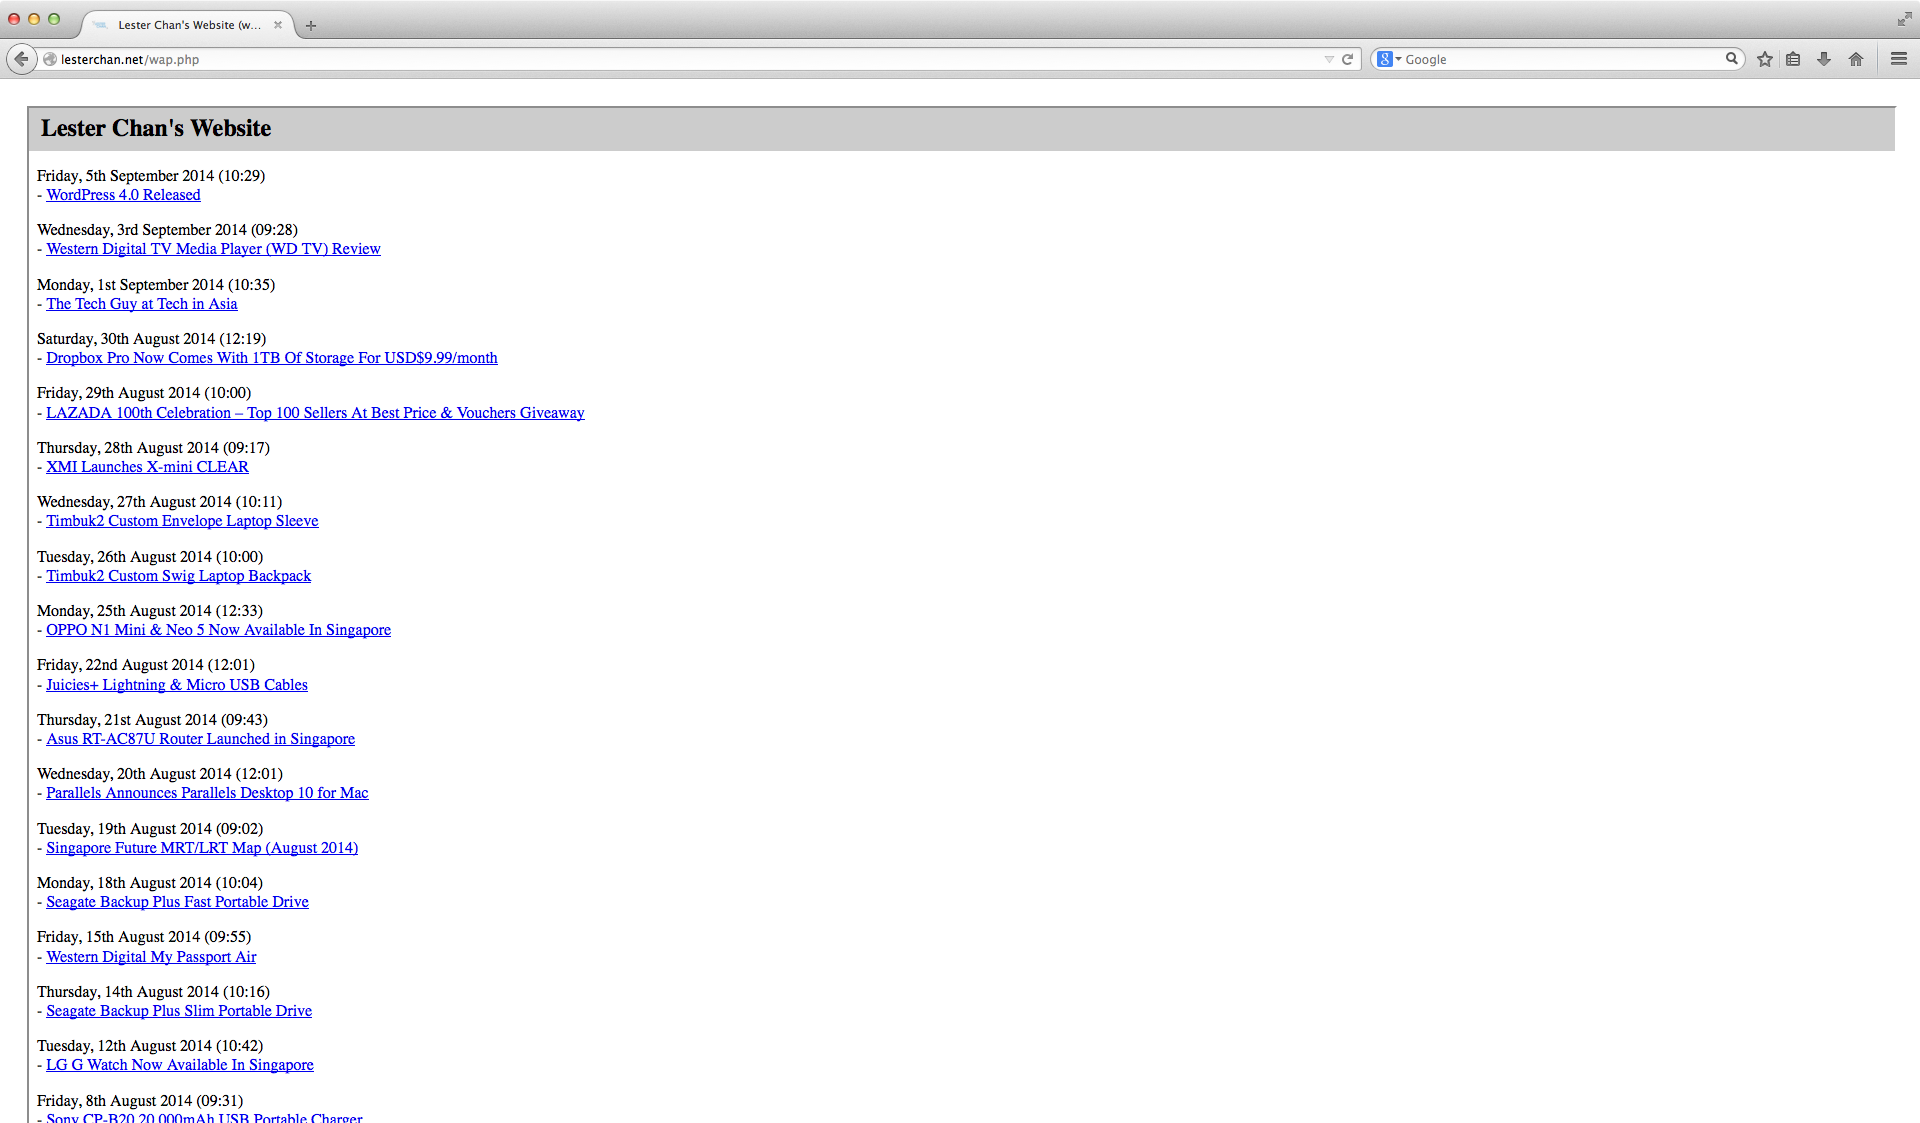 Lester Chan's Website (w...
lesterchan.net/wap.php
Google
Lester Chan's Website
Friday, 5th September 2014 (10:29)
- WordPress 4.0 Released
Wednesday, 3rd September 2014 (09:28)
- Western Digital TV Media Player (WD TV) Review
Monday, 1st September 2014 (10:35)
- The Tech Guy at Tech in Asia
Saturday, 30th August 2014 (12:19)
- Dropbox Pro Now Comes With 1TB Of Storage For USD$9.99/month
Friday, 29th August 2014 (10:00)
- LAZADA 100th Celebration – Top 100 Sellers At Best Price & Vouchers Giveaway
Thursday, 28th August 2014 (09:17)
- XMI Launches X-mini CLEAR
Wednesday, 27th August 2014 (10:11)
- Timbuk2 Custom Envelope Laptop Sleeve
Tuesday, 26th August 2014 (10:00)
- Timbuk2 Custom Swig Laptop Backpack
Monday, 25th August 2014 (12:33)
- OPPO N1 Mini & Neo 5 Now Available In Singapore
Friday, 22nd August 2014 (12:01)
- Juicies+ Lightning & Micro USB Cables
Thursday, 21st August 2014 (09:43)
- Asus RT-AC87U Router Launched in Singapore
Wednesday, 20th August 2014 (12:01)
- Parallels Announces Parallels Desktop 10 for Mac
Tuesday, 19th August 2014 (09:02)
- Singapore Future MRT/LRT Map (August 2014)
Monday, 18th August 2014 (10:04)
- Seagate Backup Plus Fast Portable Drive
Friday, 15th August 2014 (09:55)
- Western Digital My Passport Air
Thursday, 14th August 2014 (10:16)
- Seagate Backup Plus Slim Portable Drive
Tuesday, 12th August 2014 (10:42)
- LG G Watch Now Available In Singapore
Friday, 8th August 2014 (09:31)
- Sony CP-B20 20,000mAh USB Portable Charger